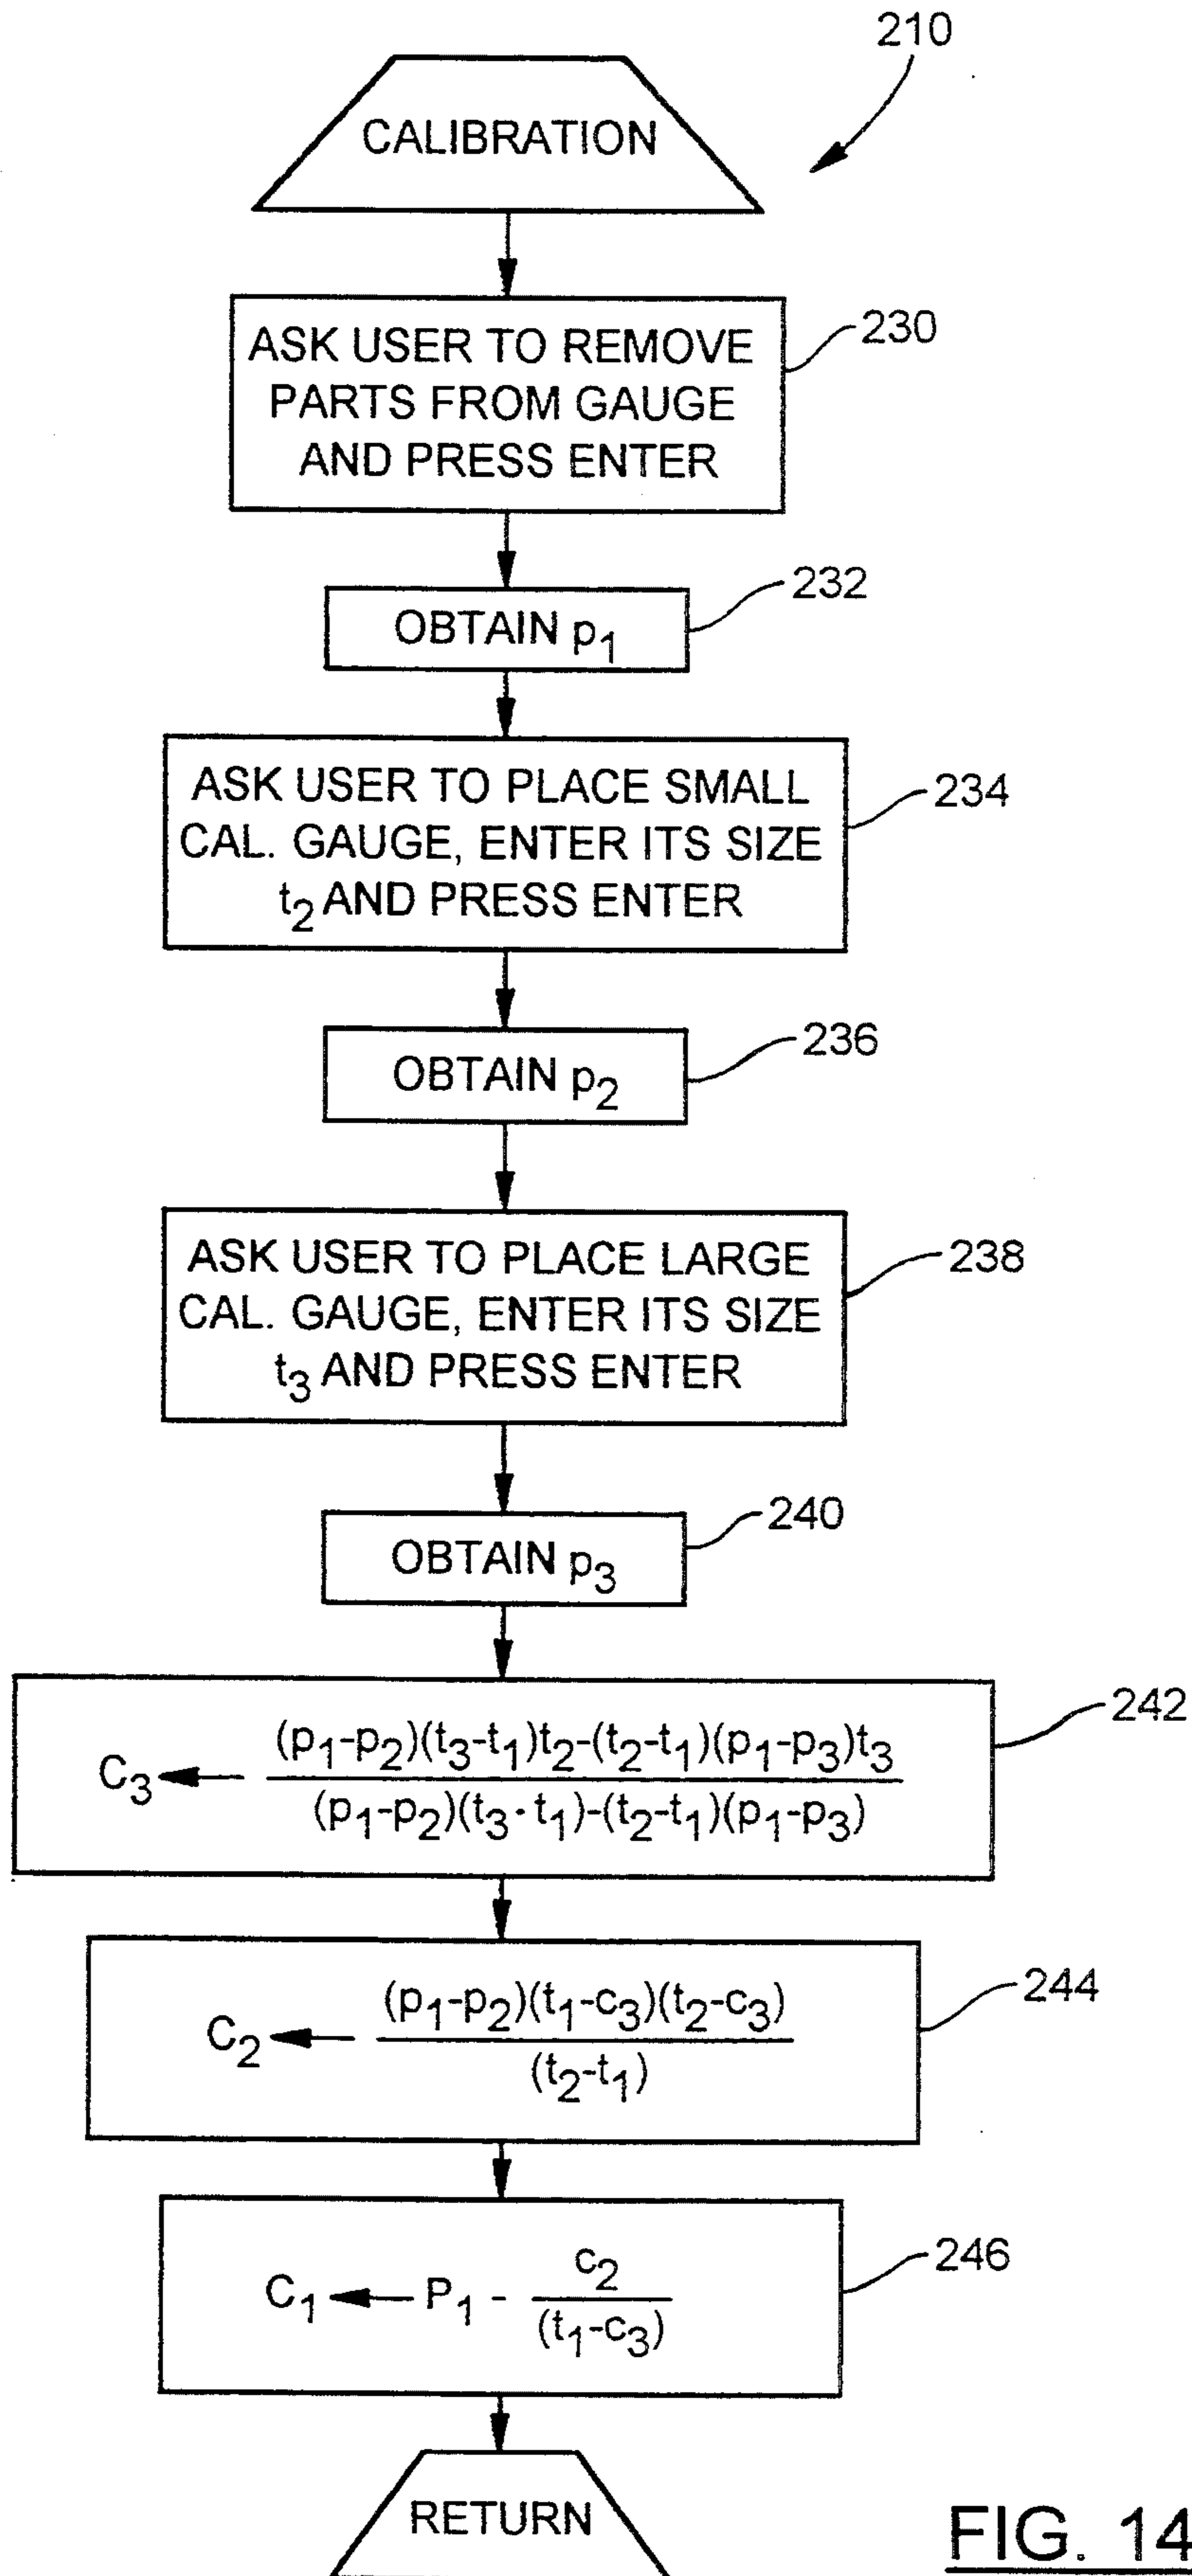 210
CALIBRATION
ASK USER TO REMOVE
PARTS FROM GAUGE
AND PRESS ENTER
230
OBTAIN p₁
232
ASK USER TO PLACE SMALL
CAL. GAUGE, ENTER ITS SIZE
t₂ AND PRESS ENTER
234
OBTAIN p₂
236
ASK USER TO PLACE LARGE
CAL. GAUGE, ENTER ITS SIZE
t₃ AND PRESS ENTER
238
OBTAIN p₃
240
C₃ ← (p₁-p₂)(t₃-t₁)t₂-(t₂-t₁)(p₁-p₃)t₃
(p₁-p₂)(t₃·t₁)-(t₂-t₁)(p₁-p₃)
242
C₂ ← (p₁-p₂)(t₁-c₃)(t₂-c₃)
(t₂-t₁)
244
C₁ ← P₁ - c₂
(t₁-c₃)
246
RETURN
FIG. 14